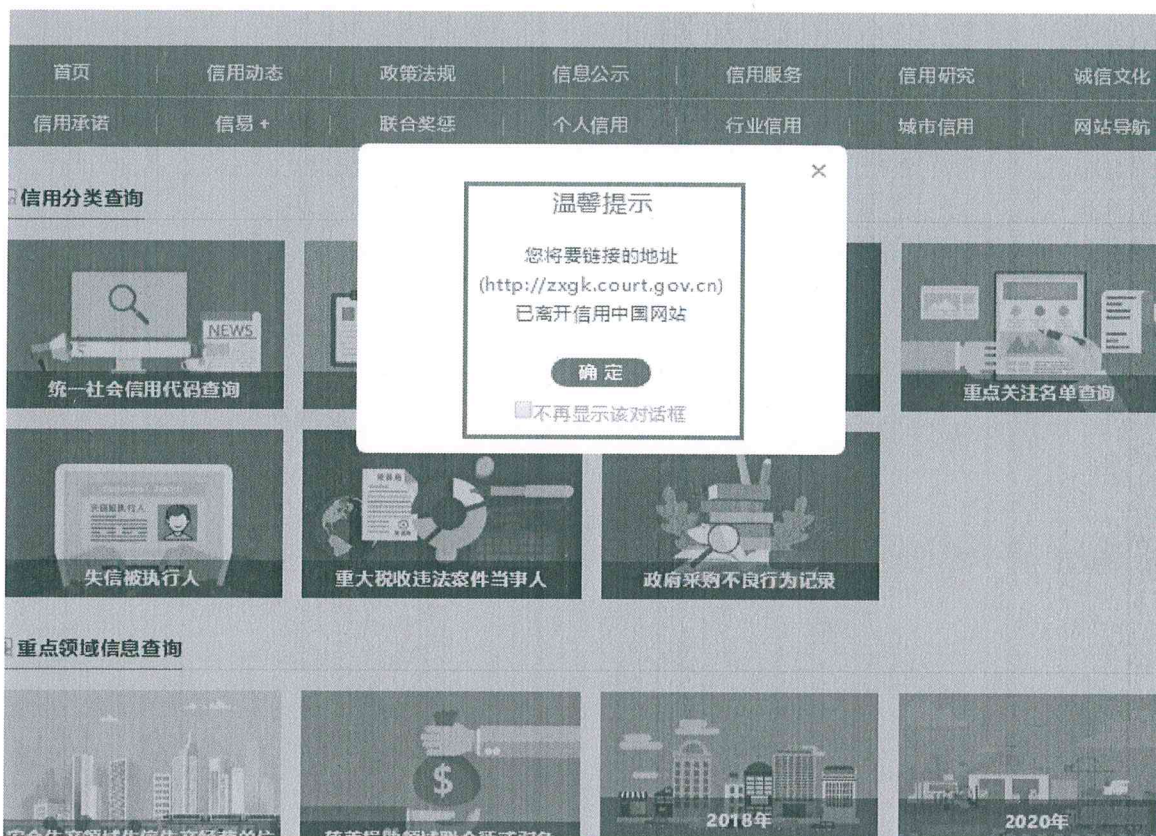 首页 信用动态 政策法规 信息公示 信用服务 信用研究 诚信文化
信用承诺 信易+ 联合奖惩 个人信用 行业信用 城市信用 网站导航
×
温馨提示
您将要链接的地址
(http://zxgk.court.gov.cn)
已离开信用中国网站
确 定
不再显示该对话框
信用分类查询
NEWS
统一社会信用代码查询
重点关注名单查询
失信被执行人
失信被执行人
重大税收违法案件当事人
政府采购不良行为记录
重点领域信息查询
$
2018年
2020年